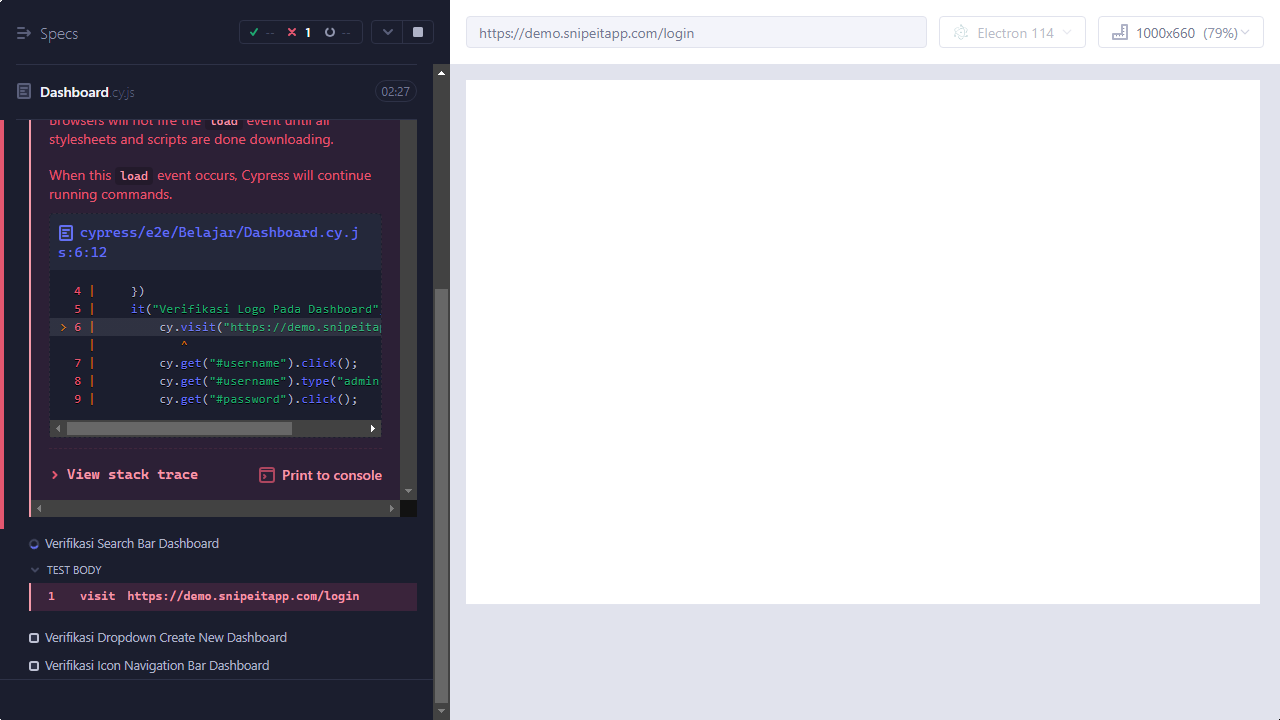 Specs
-- 1 --
https://demo.snipeitapp.com/login
Electron 114
1000x660 (79%)
Dashboard.cy.js
02:27
Browsers will not fire the load event until all
stylesheets and scripts are done downloading.
When this load event occurs, Cypress will continue
running commands.
cypress/e2e/Belajar/Dashboard.cy.j
s:6:12
4 | })
5 | it("Verifikasi Logo Pada Dashboard"
> 6 | cy.visit("https://demo.snipeitap
| ^
7 | cy.get("#username").click();
8 | cy.get("#username").type("admin
9 | cy.get("#password").click();
View stack trace
Print to console
Verifikasi Search Bar Dashboard
TEST BODY
1 visit https://demo.snipeitapp.com/login
Verifikasi Dropdown Create New Dashboard
Verifikasi Icon Navigation Bar Dashboard